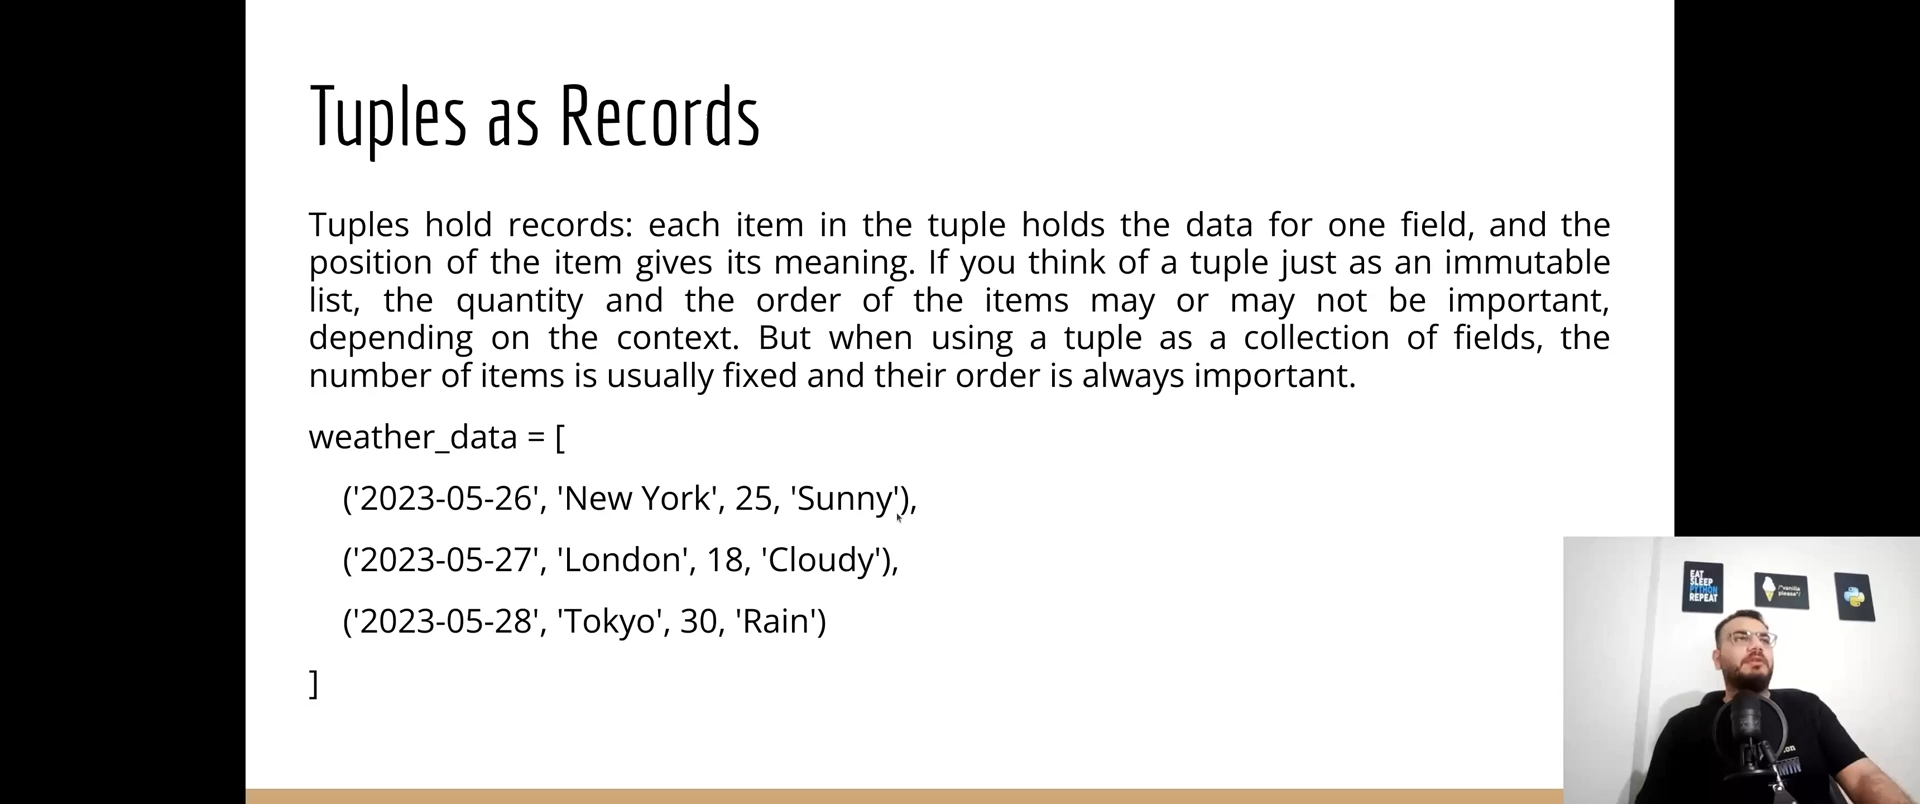 Tuples as Records
Tuples hold records: each item in the tuple holds the data for one field, and the
position of the item gives its meaning. If you think of a tuple just as an immutable
list, the quantity and the order of the items may or may not be important,
depending on the context. But when using a tuple as a collection of fields, the
number of items is usually fixed and their order is always important.
weather_data = [
('2023-05-26', 'New York', 25, 'Sunny'),
('2023-05-27', 'London', 18, 'Cloudy'),
('2023-05-28', 'Tokyo', 30, 'Rain')
]
EAT
SLEEP
PYTHON
REPEAT
/*vanilla
please*/